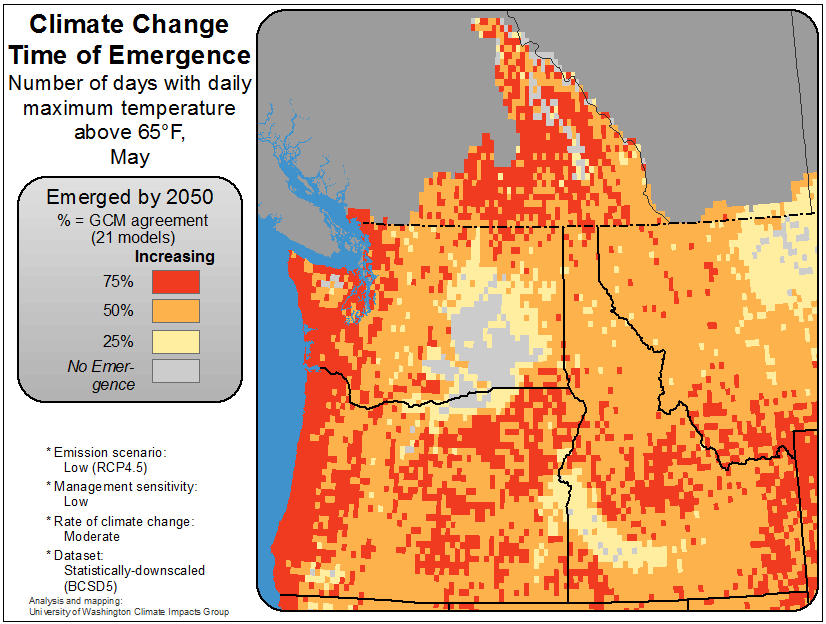 Climate Change
Time of Emergence
Number of days with daily
maximum temperature
above 65°F,
May
Emerged by 2050
% = GCM agreement
(21 models)
Increasing
75%
50%
25%
No Emer-
gence
* Emission scenario:
Low (RCP4.5)
* Management sensitivity:
Low
* Rate of climate change:
Moderate
* Dataset:
Statistically-downscaled
(BCSD5)
Analysis and mapping:
University of Washington Climate Impacts Group